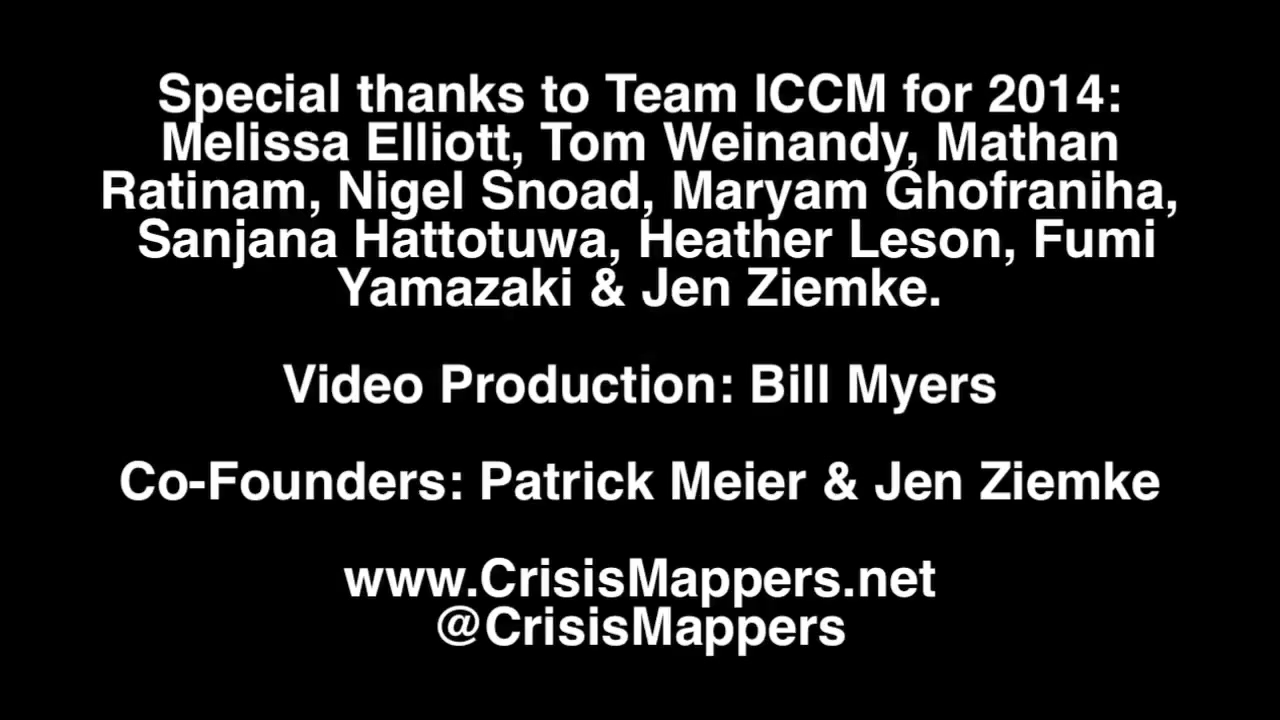 Special thanks to Team ICCM for 2014:
Melissa Elliott, Tom Weinandy, Mathan
Ratinam, Nigel Snoad, Maryam Ghofraniha,
Sanjana Hattotuwa, Heather Leson, Fumi
Yamazaki & Jen Ziemke.
Video Production: Bill Myers
Co-Founders: Patrick Meier & Jen Ziemke
www.CrisisMappers.net
@CrisisMappers